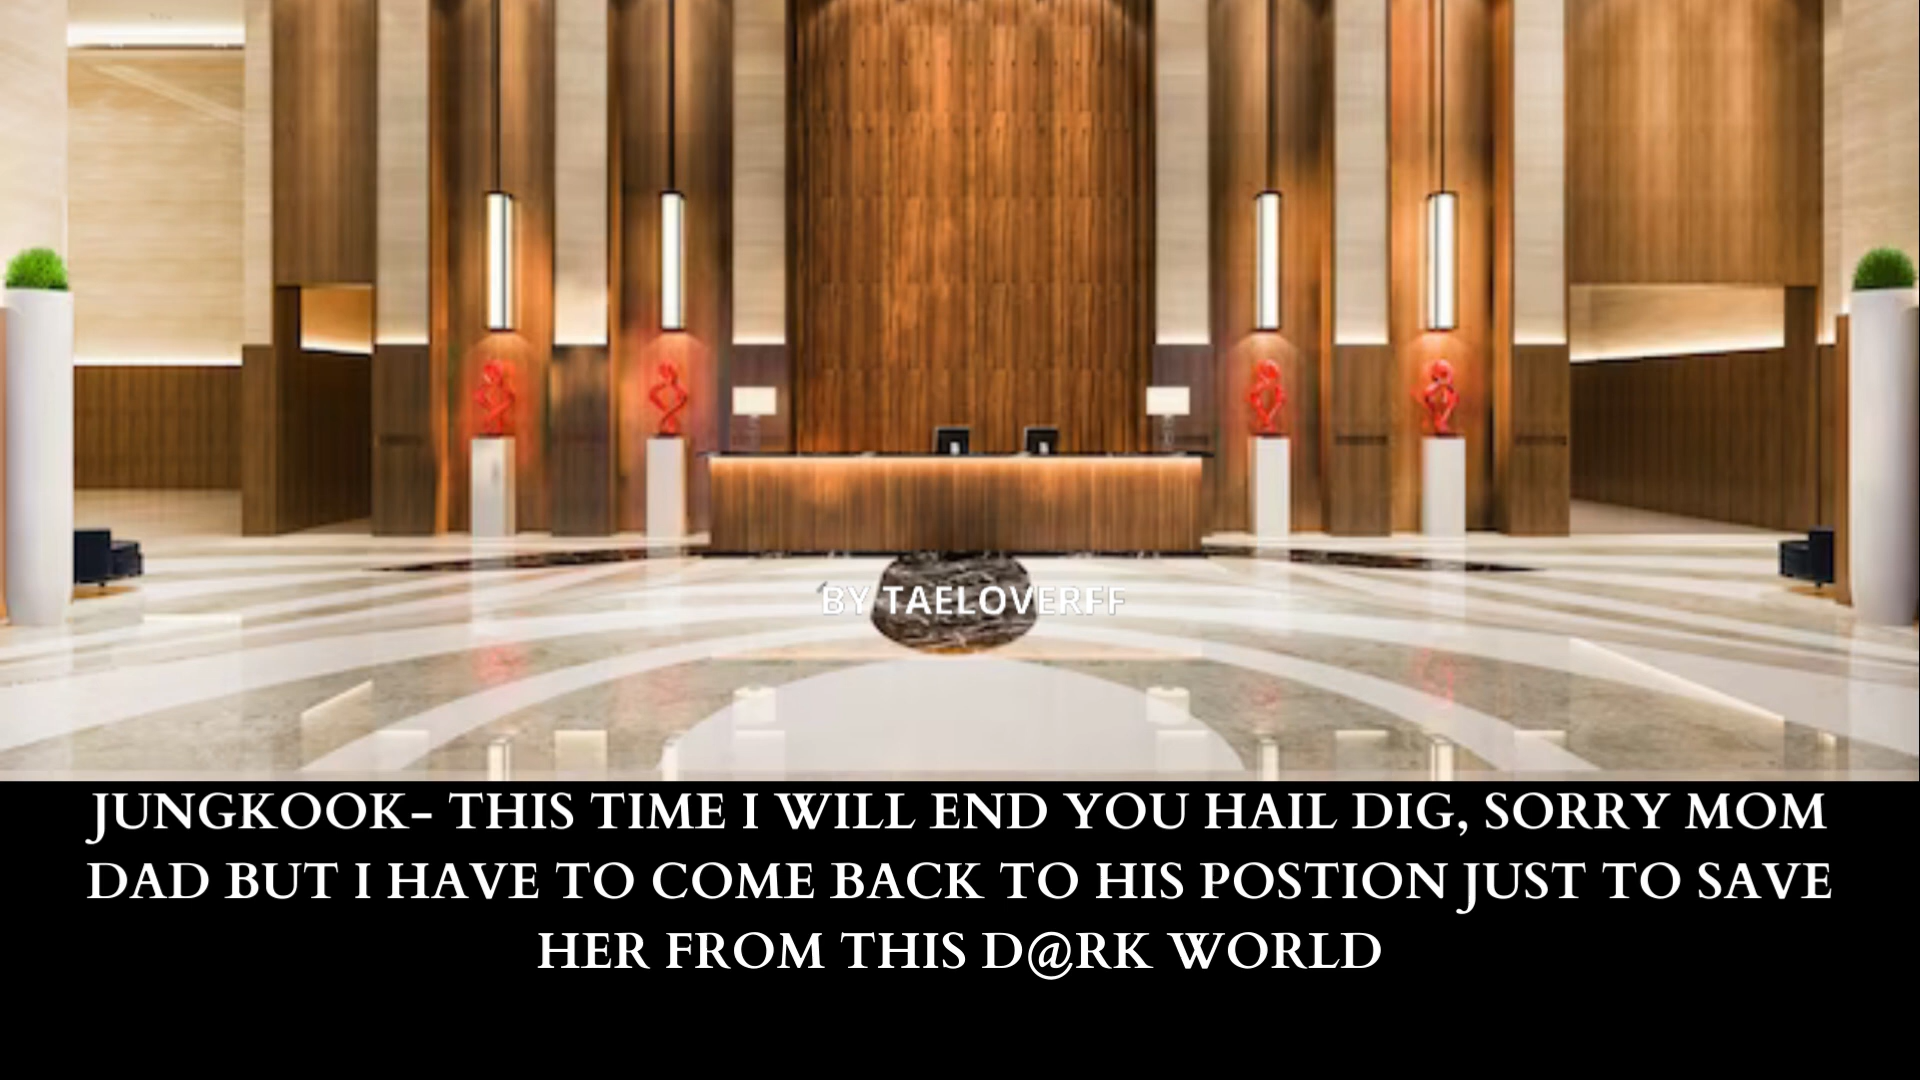 BY TAELOVERFF
JUNGKOOK- THIS TIME I WILL END YOU HAIL DIG, SORRY MOM
DAD BUT I HAVE TO COME BACK TO HIS POSTION JUST TO SAVE
HER FROM THIS D@RK WORLD